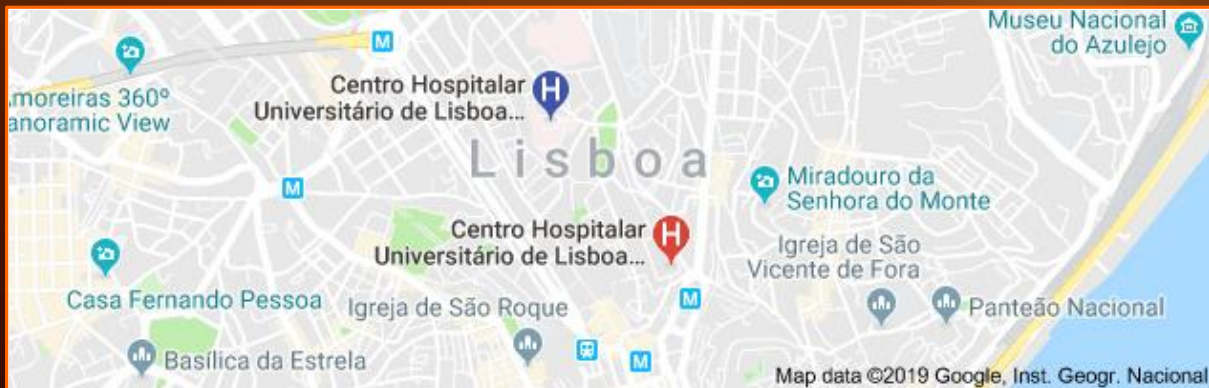 Museu Nacional
do Azulejo
M
Centro Hospitalar
Universitário de Lisboa...
H
moreiras 360º
anoramic View
Lisboa
M
Miradouro da
Senhora do Monte
Centro Hospitalar
Universitário de Lisboa...
H
Igreja de São
Vicente de Fora
Casa Fernando Pessoa
Igreja de São Roque
M
Panteão Nacional
Basílica da Estrela
M
Map data ©2019 Google, Inst. Geogr. Nacional